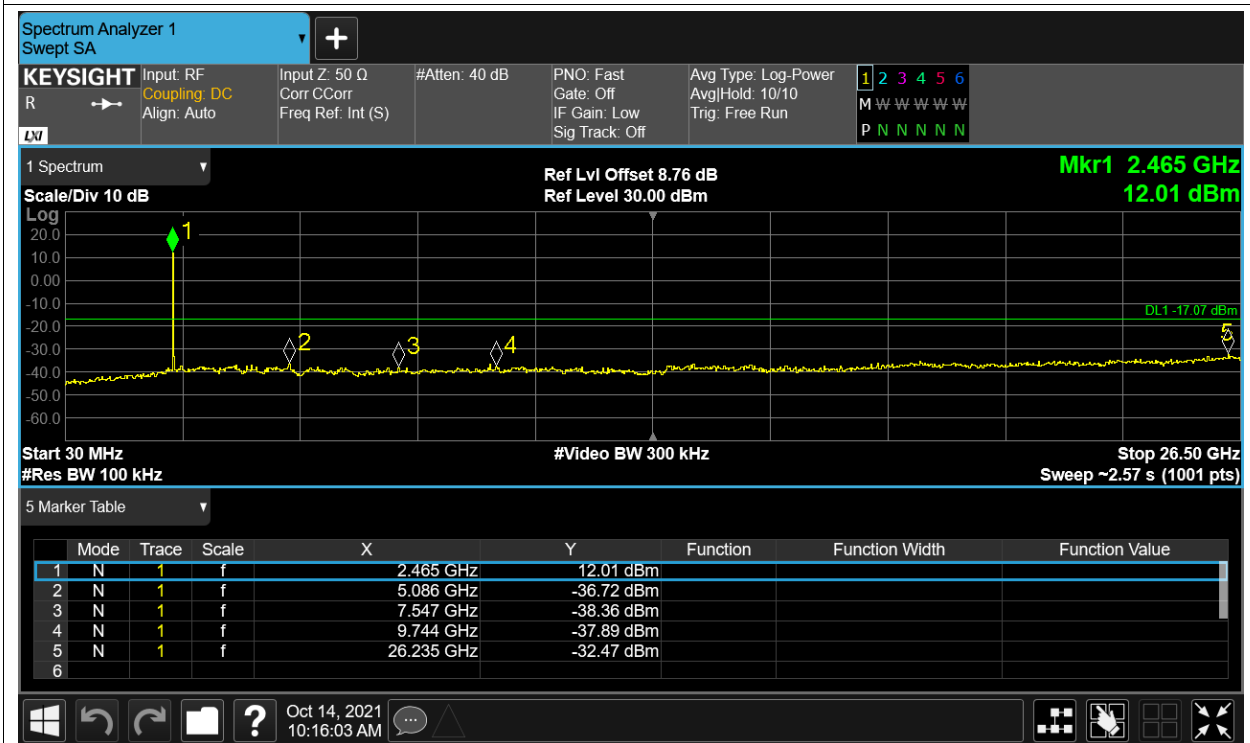 Spectrum Analyzer 1
Swept SA
KEYSIGHT Input: RF Input Z: 50 Ω #Atten: 40 dB PNO: Fast Avg Type: Log-Power 1 2 3 4 5 6
R Coupling: DC Corr CCorr Gate: Off Avg|Hold: 10/10 M W W W W W
Align: Auto Freq Ref: Int (S) IF Gain: Low Trig: Free Run
LXI Sig Track: Off P N N N N N
1 Spectrum Ref Lvl Offset 8.76 dB Mkr1 2.465 GHz
Scale/Div 10 dB Ref Level 30.00 dBm 12.01 dBm
Log
20.0 1
10.0
0.00
-10.0 DL1 -17.07 dBm
-20.0
-30.0 2 3 4 5
-40.0
-50.0
-60.0
Start 30 MHz #Video BW 300 kHz Stop 26.50 GHz
#Res BW 100 kHz Sweep ~2.57 s (1001 pts)
5 Marker Table
Mode Trace Scale X Y Function Function Width Function Value
1 N 1 f 2.465 GHz 12.01 dBm
2 N 1 f 5.086 GHz -36.72 dBm
3 N 1 f 7.547 GHz -38.36 dBm
4 N 1 f 9.744 GHz -37.89 dBm
5 N 1 f 26.235 GHz -32.47 dBm
6
? Oct 14, 2021
10:16:03 AM